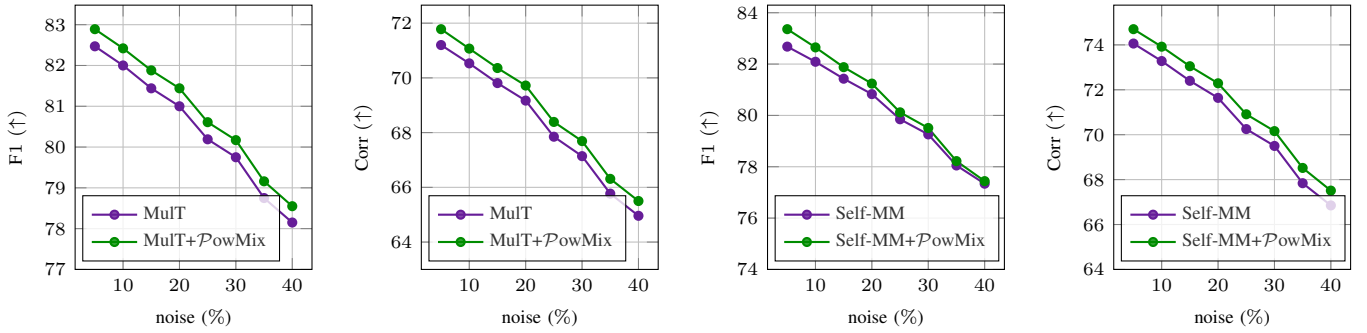 83
82
81
80
79
78
77
F1 (↑)
MulT
MulT+𝒫owMix
10 20 30 40
noise (%)
72
70
68
66
64
Corr (↑)
MulT
MulT+𝒫owMix
10 20 30 40
noise (%)
84
82
80
78
76
74
F1 (↑)
Self-MM
Self-MM+𝒫owMix
10 20 30 40
noise (%)
74
72
70
68
66
64
Corr (↑)
Self-MM
Self-MM+𝒫owMix
10 20 30 40
noise (%)